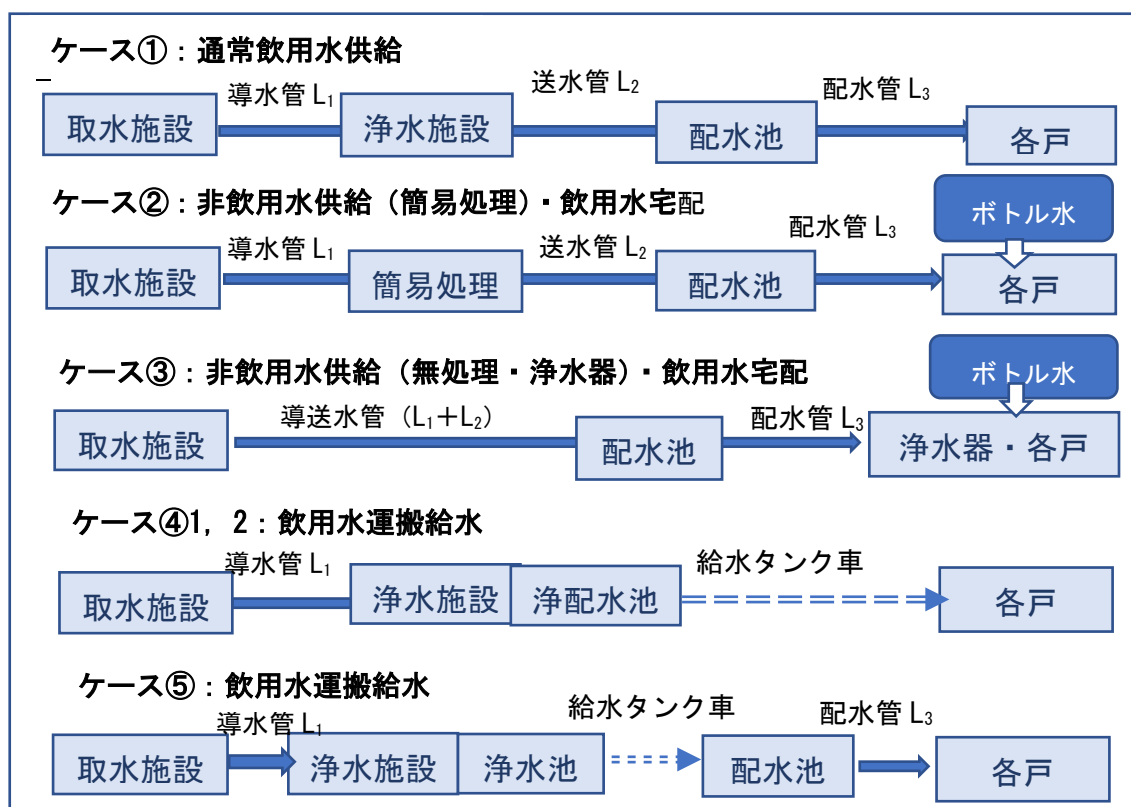 ケース①：通常飲用水供給
導水管 L₁ 送水管 L₂ 配水管 L₃
取水施設 浄水施設 配水池 各戸
ケース②：非飲用水供給（簡易処理）・飲用水宅配
ボトル水
導水管 L₁ 送水管 L₂ 配水管 L₃
取水施設 簡易処理 配水池 各戸
ケース③：非飲用水供給（無処理・浄水器）・飲用水宅配
ボトル水
導送水管（L₁＋L₂） 配水管 L₃
取水施設 配水池 浄水器・各戸
ケース④1，2：飲用水運搬給水
導水管 L₁ 給水タンク車
取水施設 浄水施設 浄配水池 各戸
ケース⑤：飲用水運搬給水
導水管 L₁ 給水タンク車 配水管 L₃
取水施設 浄水施設 浄水池 配水池 各戸